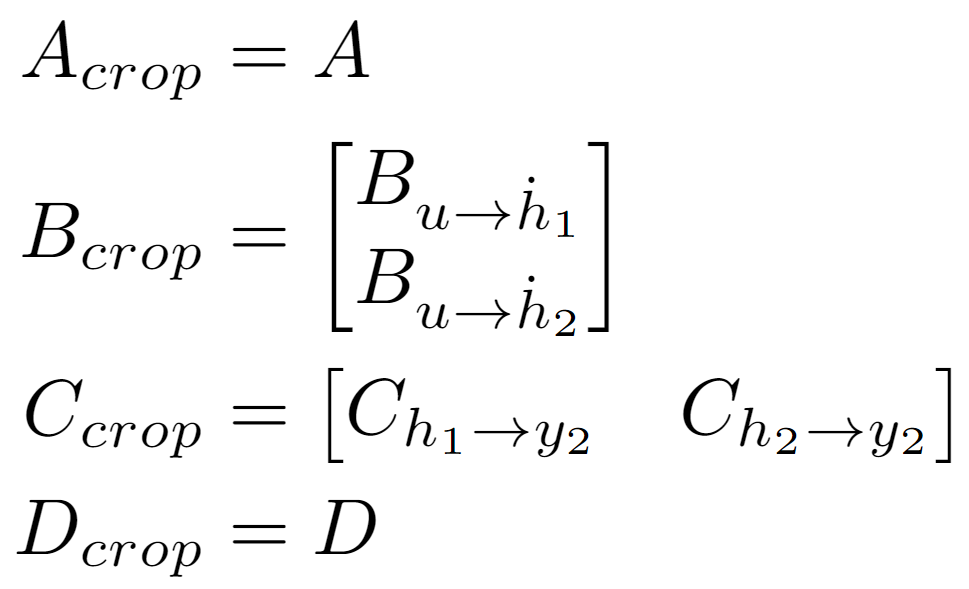 A_{crop} = A
B_{crop} = \begin{bmatrix} B_{u \to \dot{h}_1} \\ B_{u \to \dot{h}_2} \end{bmatrix}
C_{crop} = \begin{bmatrix} C_{h_1 \to y_2} & C_{h_2 \to y_2} \end{bmatrix}
D_{crop} = D